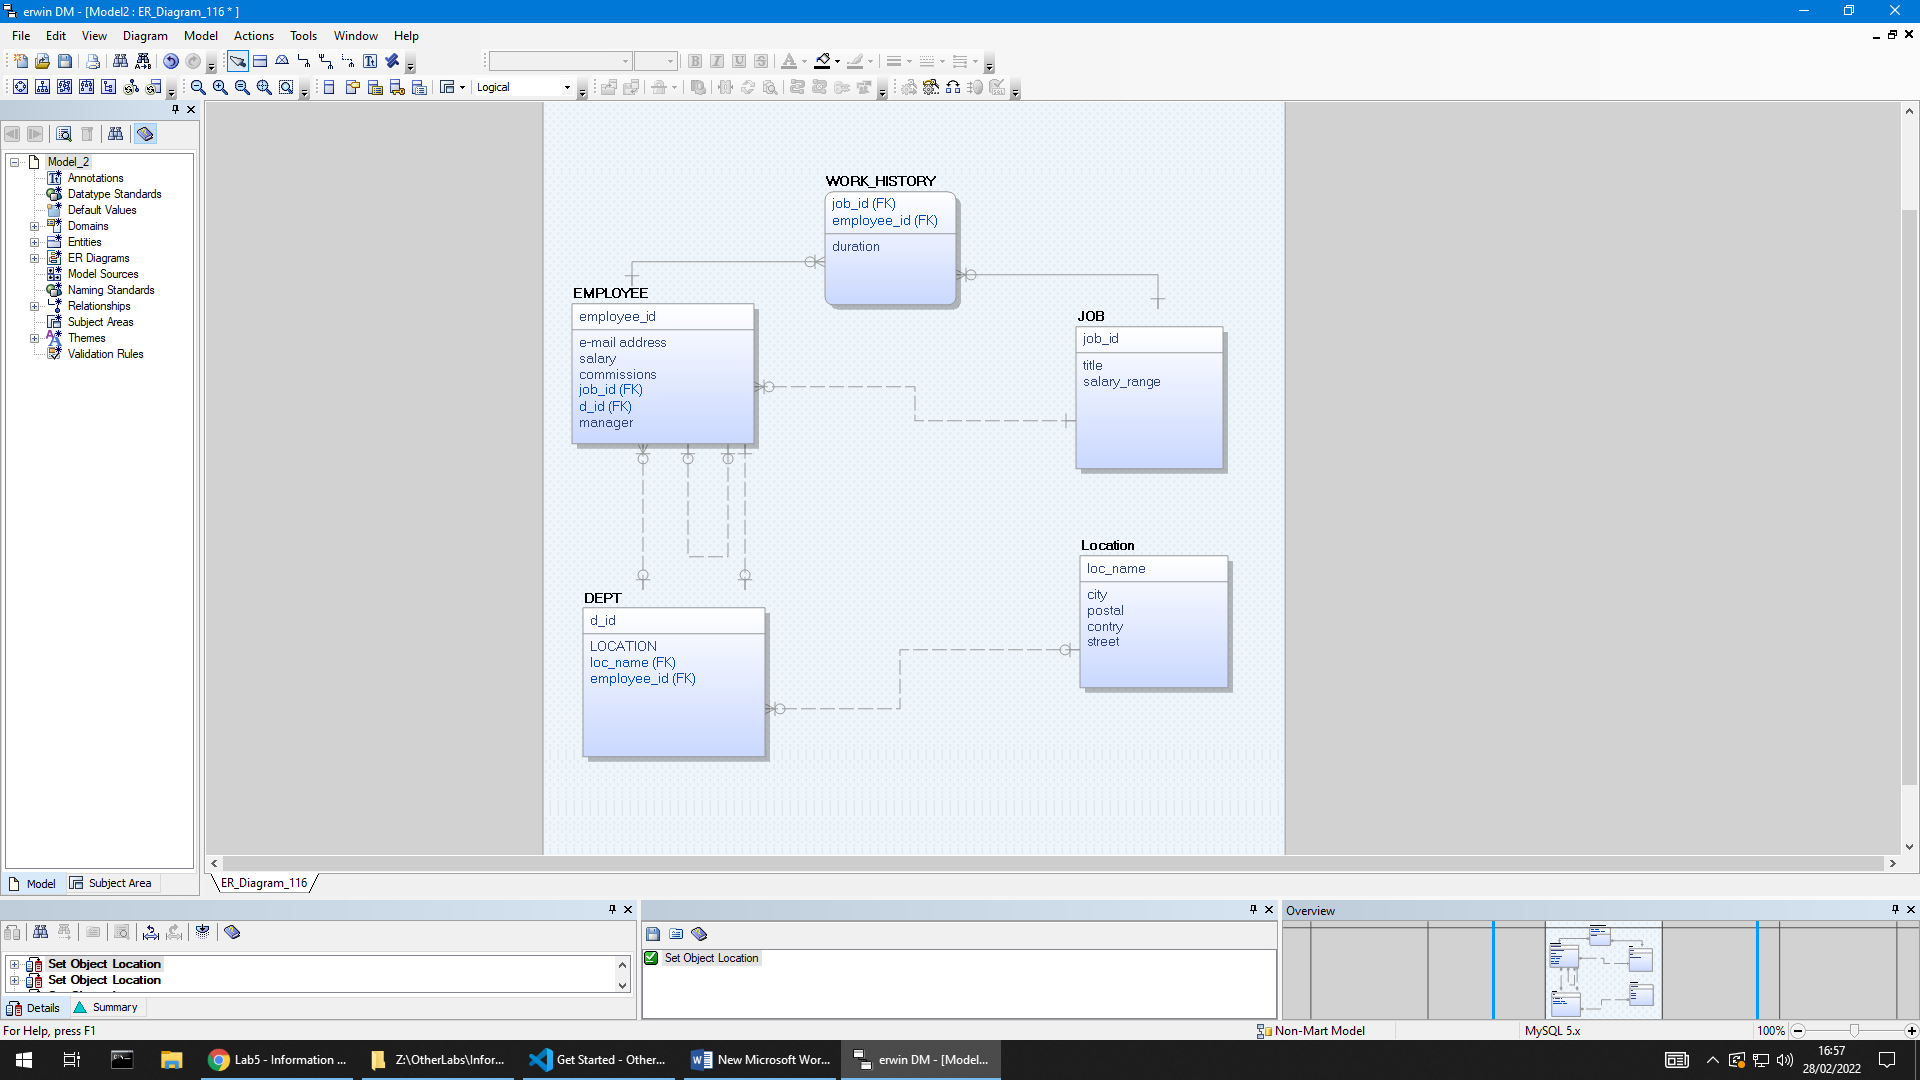 erwin DM - [Model2 : ER_Diagram_116 * ]
File Edit View Diagram Model Actions Tools Window Help
Logical
Model_2
Annotations
Datatype Standards
Default Values
Domains
Entities
ER Diagrams
Model Sources
Naming Standards
Relationships
Subject Areas
Themes
Validation Rules
Model Subject Area
WORK_HISTORY
job_id (FK)
employee_id (FK)
duration
EMPLOYEE
employee_id
e-mail address
salary
commissions
job_id (FK)
d_id (FK)
manager
JOB
job_id
title
salary_range
Location
loc_name
city
postal
contry
street
DEPT
d_id
LOCATION
loc_name (FK)
employee_id (FK)
ER_Diagram_116
Set Object Location
Set Object Location
Details Summary
Set Object Location
Overview
For Help, press F1
Non-Mart Model
MySQL 5.x
100%
Lab5 - Information ...
Z:\OtherLabs\Infor...
Get Started - Other...
New Microsoft Wor...
erwin DM - [Model...
16:57
28/02/2022